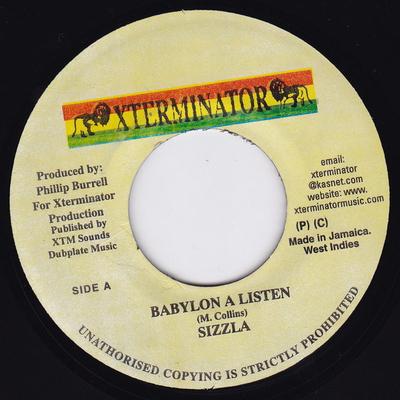 XTERMINATOR
Produced by:
Phillip Burrell
For Xterminator
Production
Published by
XTM Sounds
Dubplate Music
email:
xterminator
@kasnet.com
website: www.
xterminatormusic.com
(P) (C)
Made in Jamaica.
West Indies
SIDE A
BABYLON A LISTEN
(M. Collins)
SIZZLA
UNAUTHORISED COPYING IS STRICTLY PROHIBITED